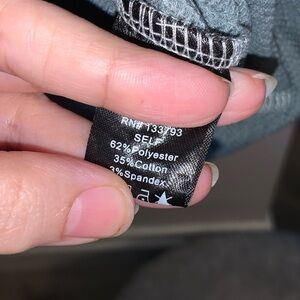 RN# 133793
SELF
62%Polyester
35%Cotton
3%Spandex